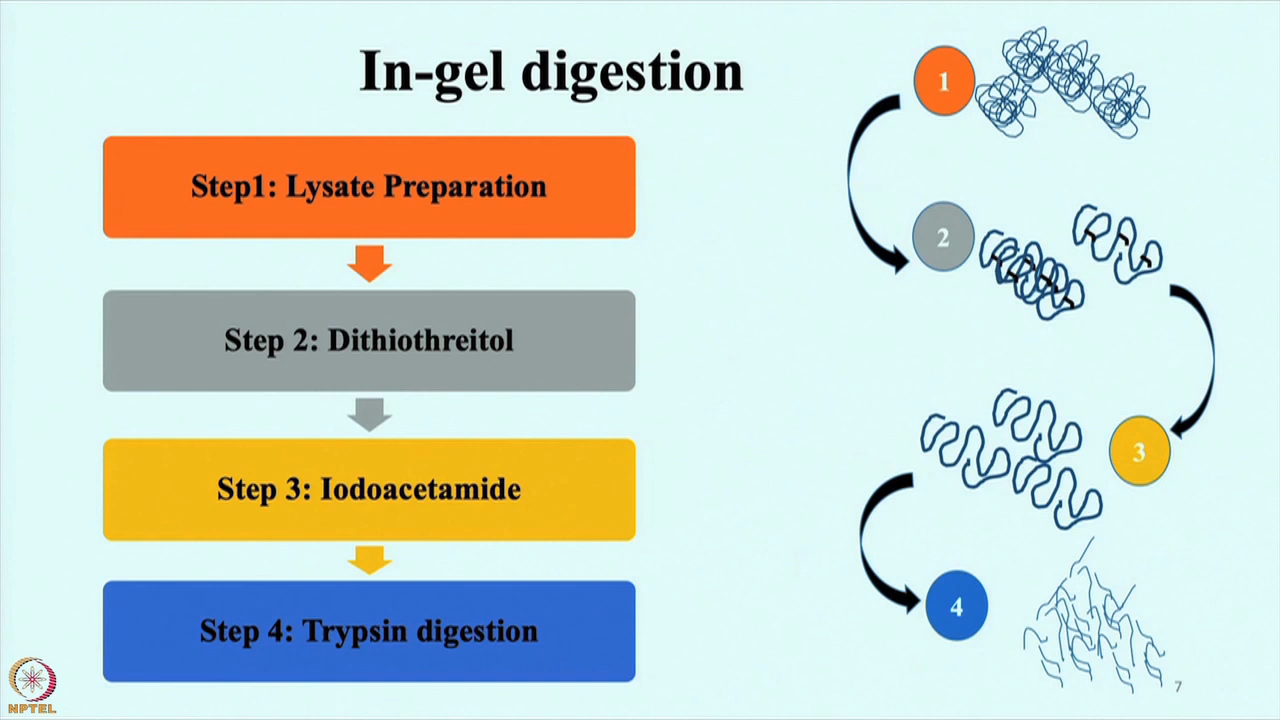 In-gel digestion
Step1: Lysate Preparation
Step 2: Dithiothreitol
Step 3: Iodoacetamide
Step 4: Trypsin digestion
1
2
3
4
7
NPTEL